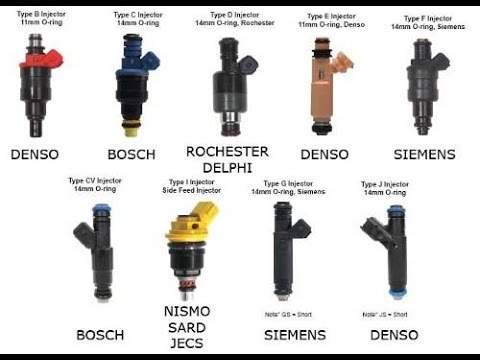 Type B Injector
11mm O-ring
Type C Injector
14mm O-ring
Type D Injector
14mm O-ring, Rochester
Type E Injector
11mm O-ring, Denso
Type F Injector
14mm O-ring, Siemens
DENSO
BOSCH
ROCHESTER
DELPHI
DENSO
SIEMENS
Type CV Injector
14mm O-ring
Type I Injector
Side Feed Injector
Type G Injector
14mm O-ring, Siemens
Type J Injector
14mm O-ring
BOSCH
NISMO
SARD
JECS
Note* GS = Short
SIEMENS
Note* JS = Short
DENSO